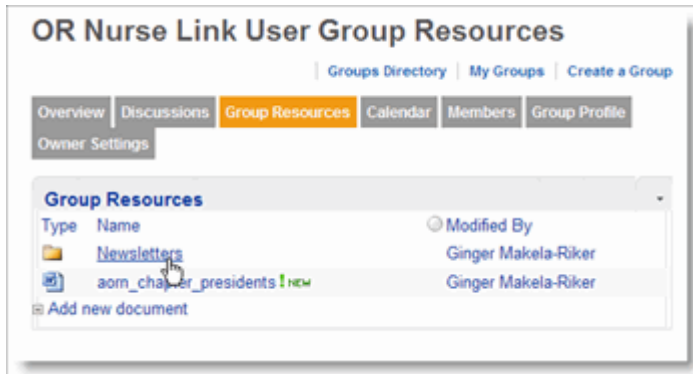 OR Nurse Link User Group Resources
Groups Directory | My Groups | Create a Group
Overview Discussions Group Resources Calendar Members Group Profile
Owner Settings
Group Resources
Type Name Modified By
Newsletters Ginger Makela-Riker
aorn_chapter_presidents ! NEW Ginger Makela-Riker
Add new document